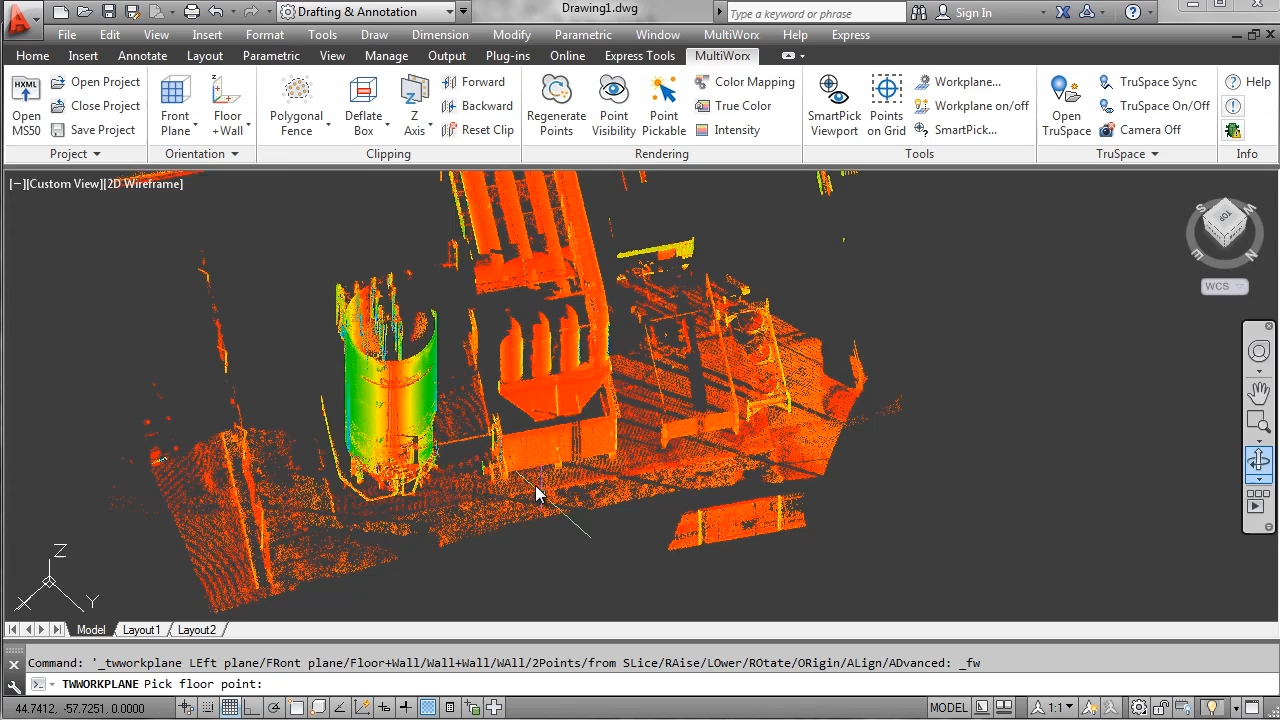 Drafting & Annotation
Drawing1.dwg
Type a keyword or phrase
Sign In
File Edit View Insert Format Tools Draw Dimension Modify Parametric Window MultiWorx Help Express
Home Insert Annotate Layout Parametric View Manage Output Plug-ins Online Express Tools MultiWorx
HXML
Open MS50
Open Project
Close Project
Save Project
Project
Front Plane
Floor +Wall
Orientation
Polygonal Fence
Deflate Box
Z Axis
Forward
Backward
Reset Clip
Clipping
Regenerate Points
Point Visibility
Point Pickable
Color Mapping
True Color
Intensity
Rendering
SmartPick Viewport
Points on Grid
Workplane...
Workplane on/off
SmartPick...
Tools
Open TruSpace
TruSpace Sync
TruSpace On/Off
Camera Off
TruSpace
Help
Info
[−][Custom View][2D Wireframe]
TOP
S W E N
WCS
Z
X Y
Model Layout1 Layout2
Command: '_twworkplane LEft plane/FRont plane/Floor+Wall/Wall+Wall/WAll/2Points/from SLice/RAise/LOwer/ROtate/ORigin/ALign/ADvanced: _fw
TWWORKPLANE Pick floor point:
44.7412, -57.7251, 0.0000
MODEL
1:1